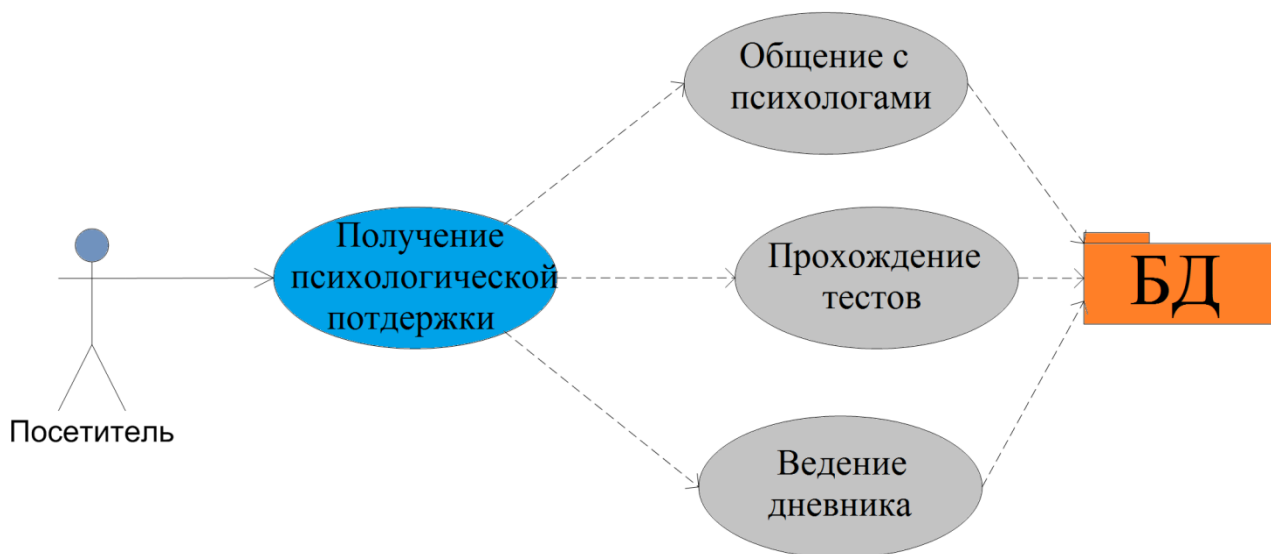 Общение с
психологами
Получение
психологической
потдержки
Прохождение
тестов
БД
Посетитель
Ведение
дневника